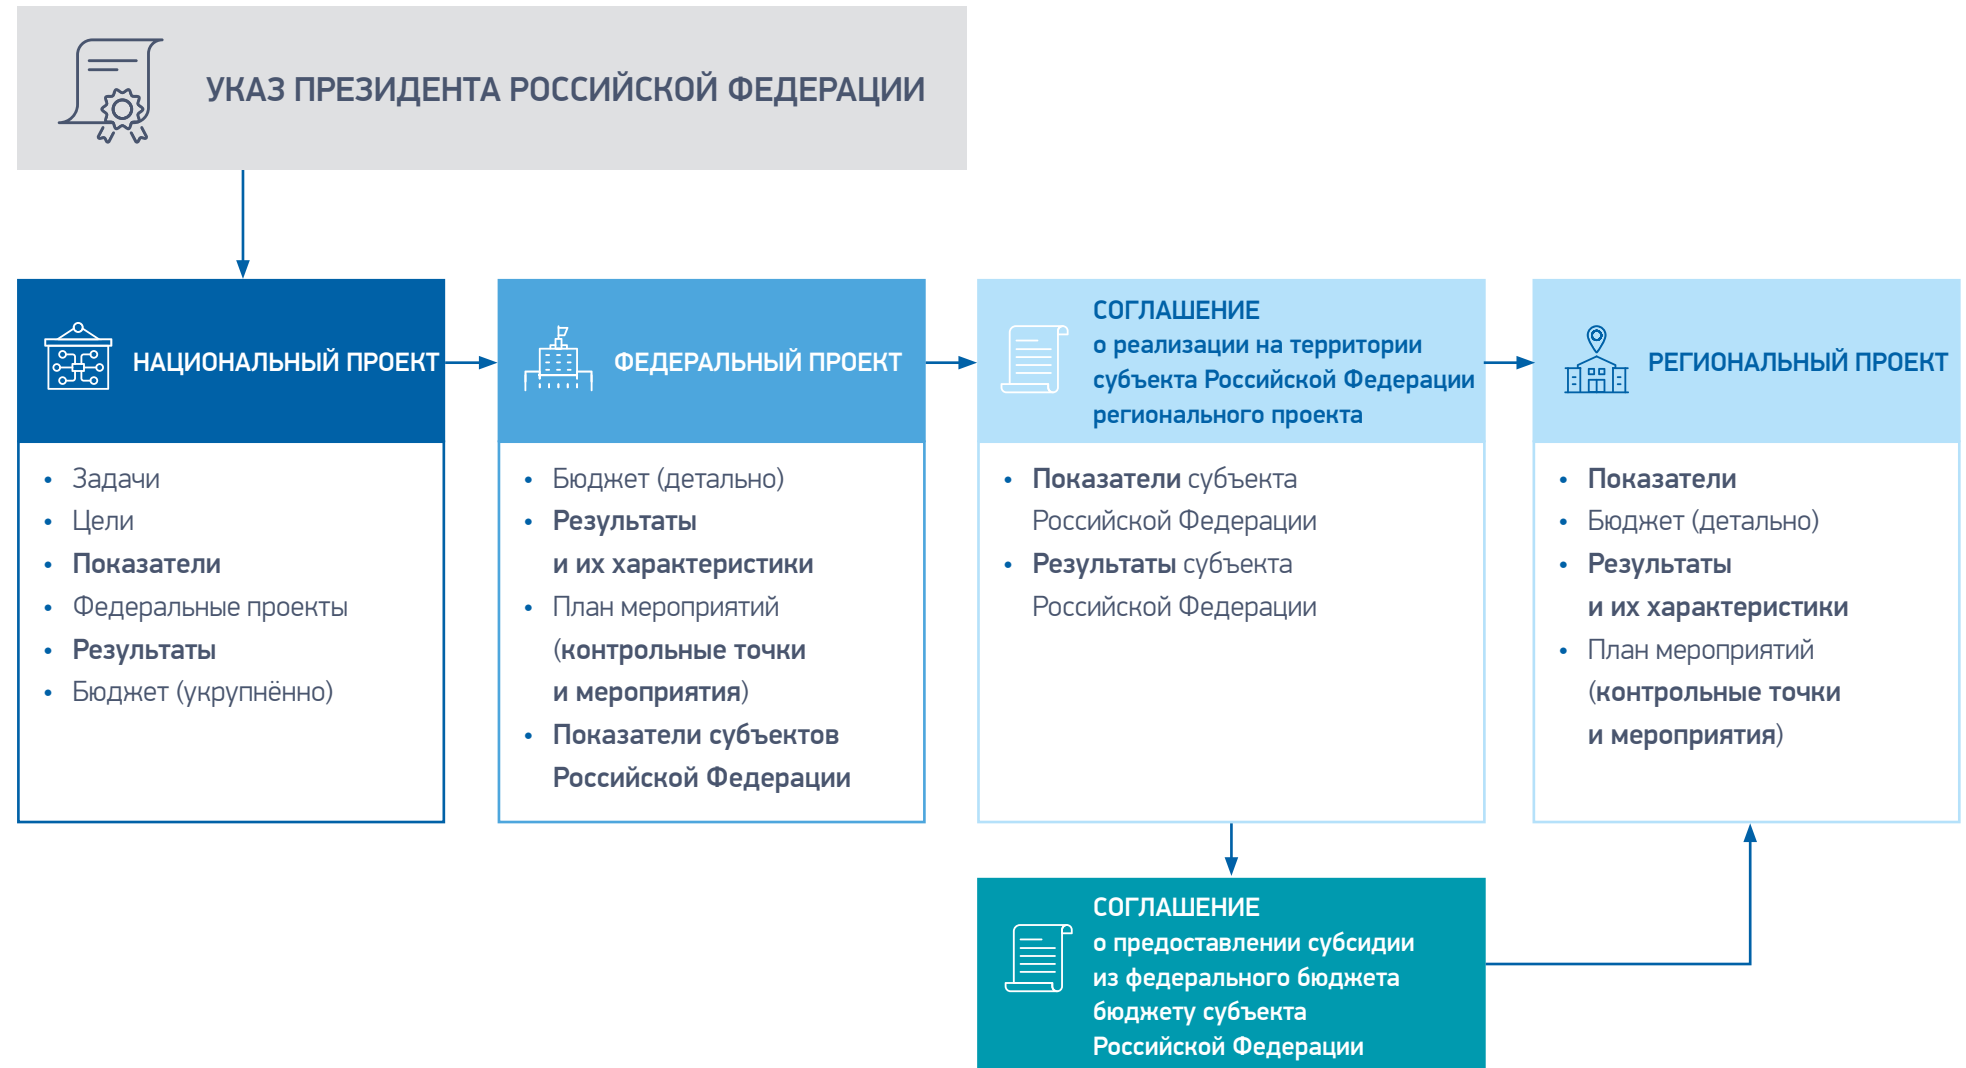 УКАЗ ПРЕЗИДЕНТА РОССИЙСКОЙ ФЕДЕРАЦИИ
НАЦИОНАЛЬНЫЙ ПРОЕКТ
• Задачи
• Цели
• Показатели
• Федеральные проекты
• Результаты
• Бюджет (укрупнённо)
ФЕДЕРАЛЬНЫЙ ПРОЕКТ
• Бюджет (детально)
• Результаты
и их характеристики
• План мероприятий
(контрольные точки
и мероприятия)
• Показатели субъектов
Российской Федерации
СОГЛАШЕНИЕ
о реализации на территории
субъекта Российской Федерации
регионального проекта
• Показатели субъекта
Российской Федерации
• Результаты субъекта
Российской Федерации
РЕГИОНАЛЬНЫЙ ПРОЕКТ
• Показатели
• Бюджет (детально)
• Результаты
и их характеристики
• План мероприятий
(контрольные точки
и мероприятия)
СОГЛАШЕНИЕ
о предоставлении субсидии
из федерального бюджета
бюджету субъекта
Российской Федерации